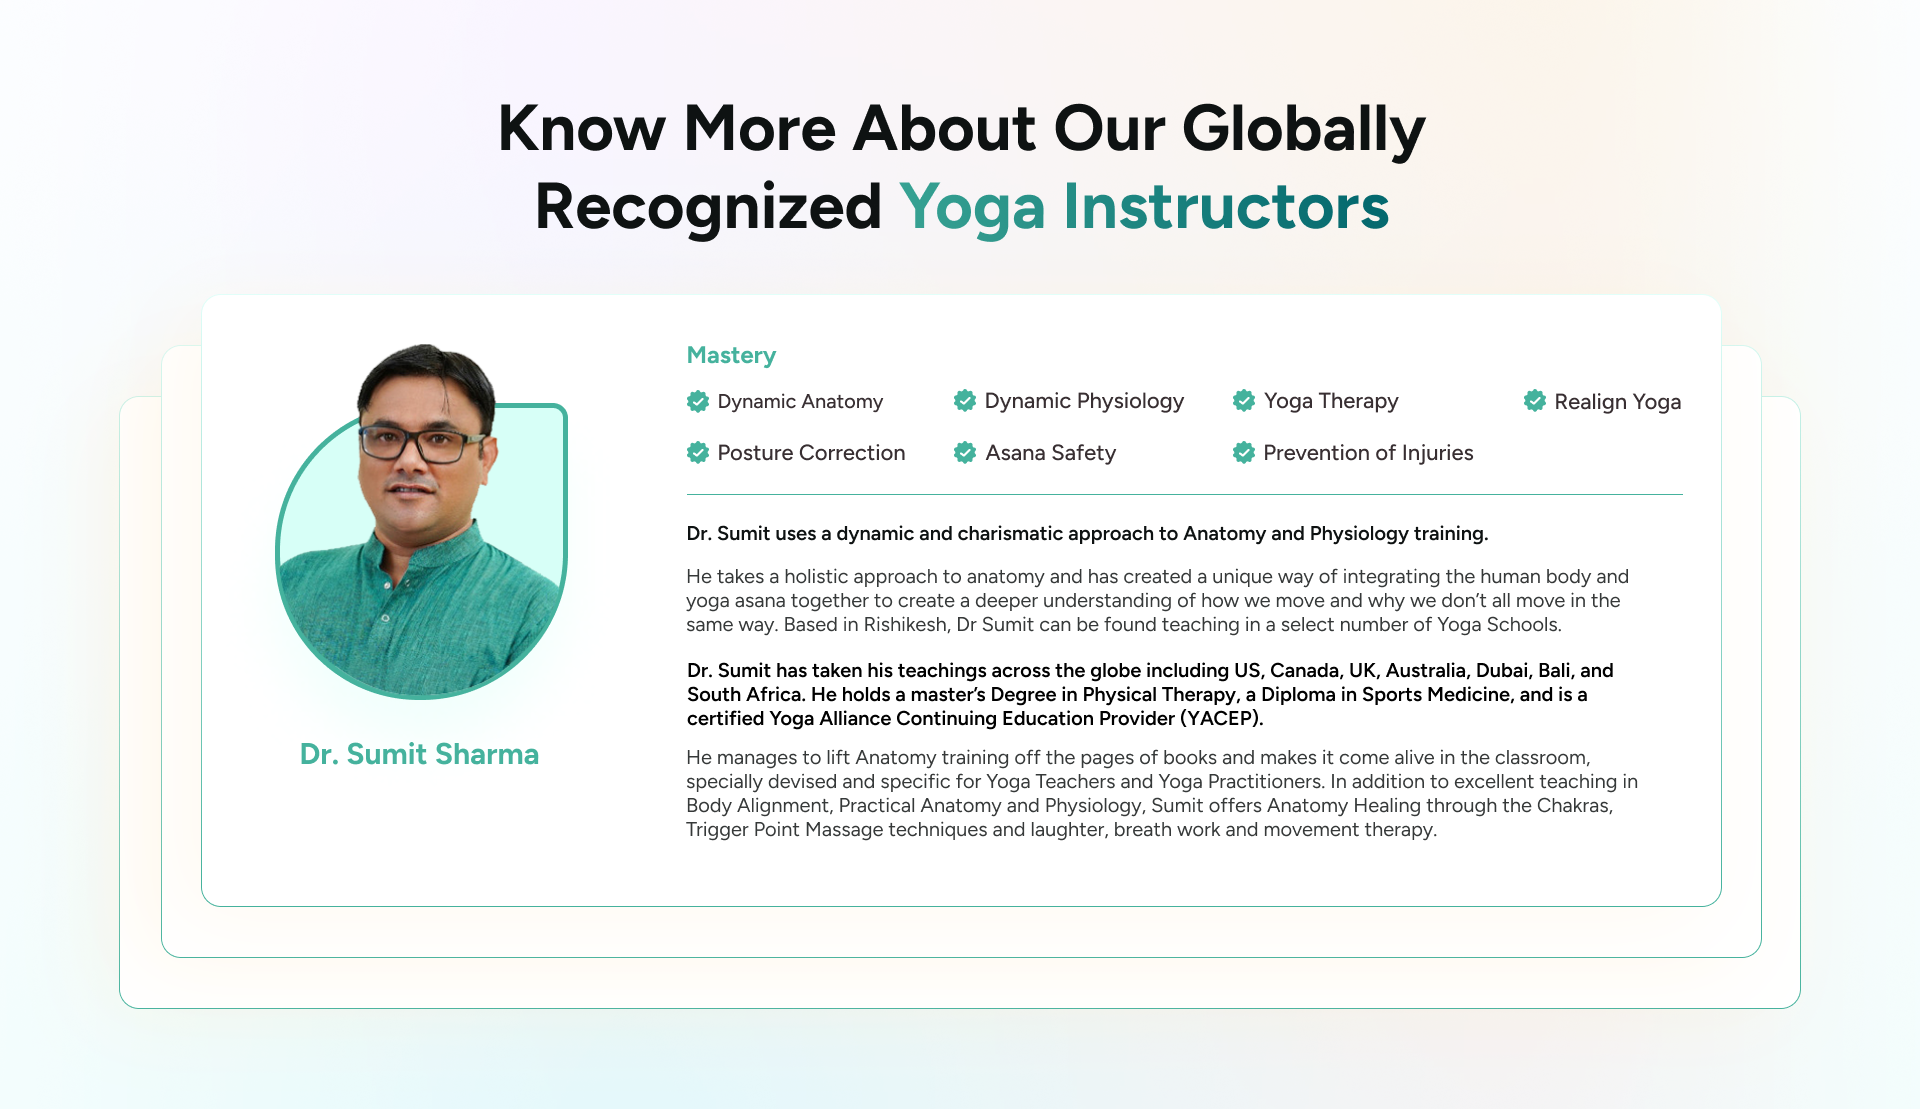 Know More About Our Globally
Recognized Yoga Instructors
Mastery
Dynamic Anatomy
Dynamic Physiology
Yoga Therapy
Realign Yoga
Posture Correction
Asana Safety
Prevention of Injuries
Dr. Sumit uses a dynamic and charismatic approach to Anatomy and Physiology training.
He takes a holistic approach to anatomy and has created a unique way of integrating the human body and
yoga asana together to create a deeper understanding of how we move and why we don’t all move in the
same way. Based in Rishikesh, Dr Sumit can be found teaching in a select number of Yoga Schools.
Dr. Sumit has taken his teachings across the globe including US, Canada, UK, Australia, Dubai, Bali, and
South Africa. He holds a master’s Degree in Physical Therapy, a Diploma in Sports Medicine, and is a
certified Yoga Alliance Continuing Education Provider (YACEP).
He manages to lift Anatomy training off the pages of books and makes it come alive in the classroom,
specially devised and specific for Yoga Teachers and Yoga Practitioners. In addition to excellent teaching in
Body Alignment, Practical Anatomy and Physiology, Sumit offers Anatomy Healing through the Chakras,
Trigger Point Massage techniques and laughter, breath work and movement therapy.
Dr. Sumit Sharma